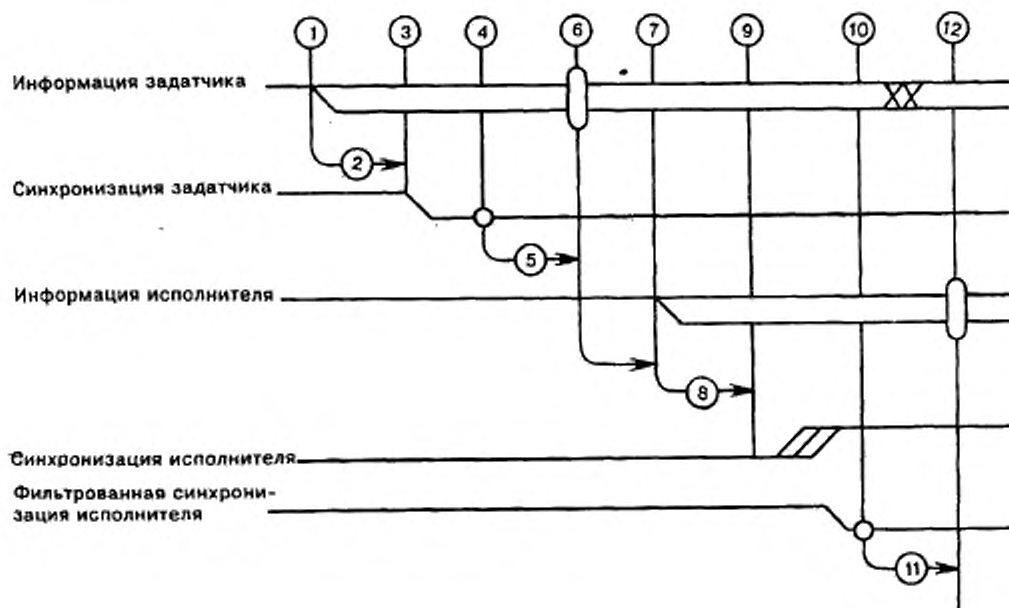 1 3 4 6 7 9 10 12
Информация задатчика
2
Синхронизация задатчика
5
Информация исполнителя
8
Синхронизация исполнителя
Фильтрованная синхрони-
зация исполнителя
11